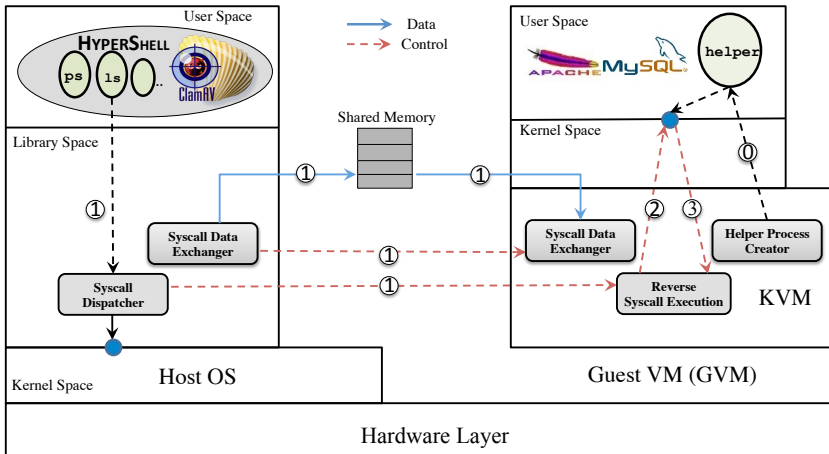 User Space
HYPERSHELL
ps
ls
..
ClamAV
Library Space
①
Syscall Data
Exchanger
Syscall
Dispatcher
Kernel Space
Host OS
Data
Control
Shared Memory
①
①
①
①
User Space
APACHE
MySQL
helper
Kernel Space
⓪
②
③
Syscall Data
Exchanger
Helper Process
Creator
Reverse
Syscall Execution
KVM
Guest VM (GVM)
Hardware Layer